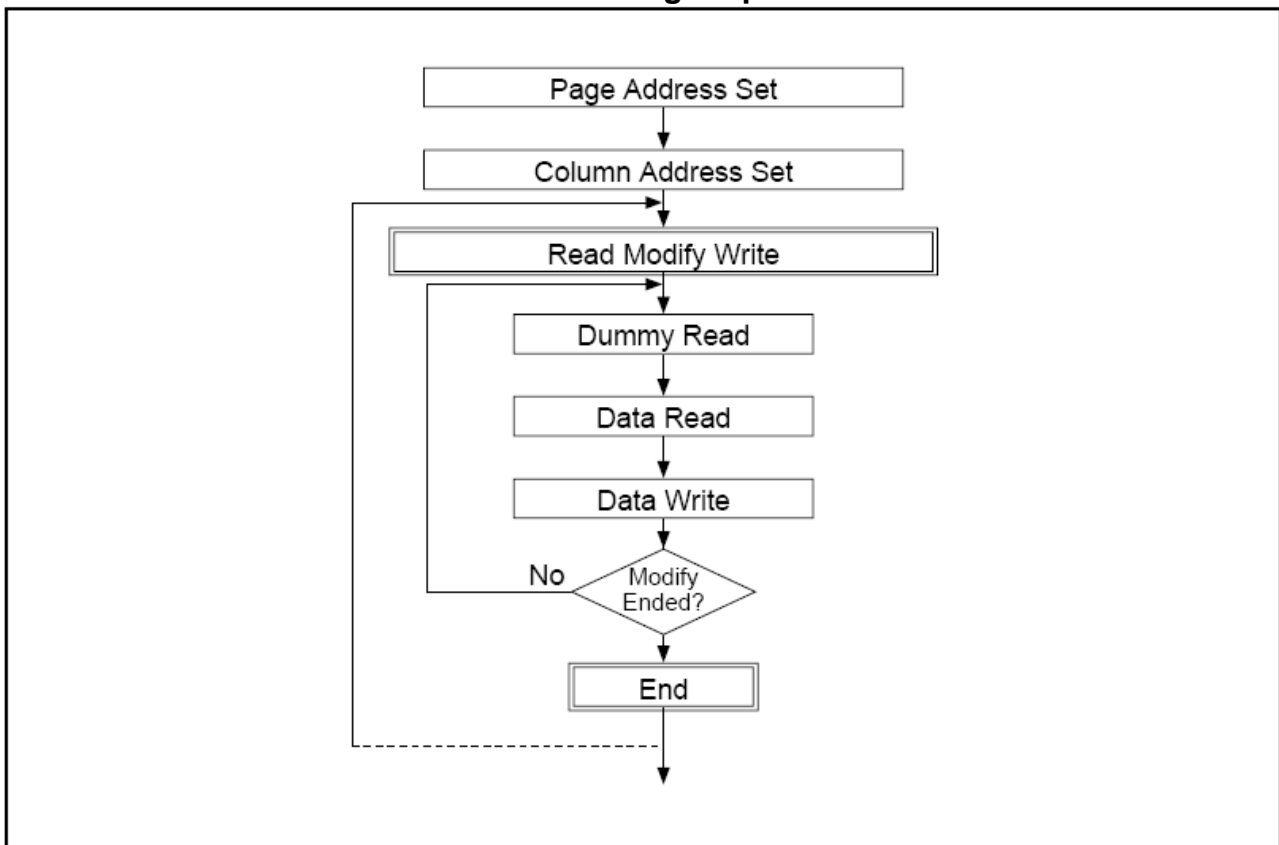 Page Address Set
Column Address Set
Read Modify Write
Dummy Read
Data Read
Data Write
No
Modify
Ended?
End